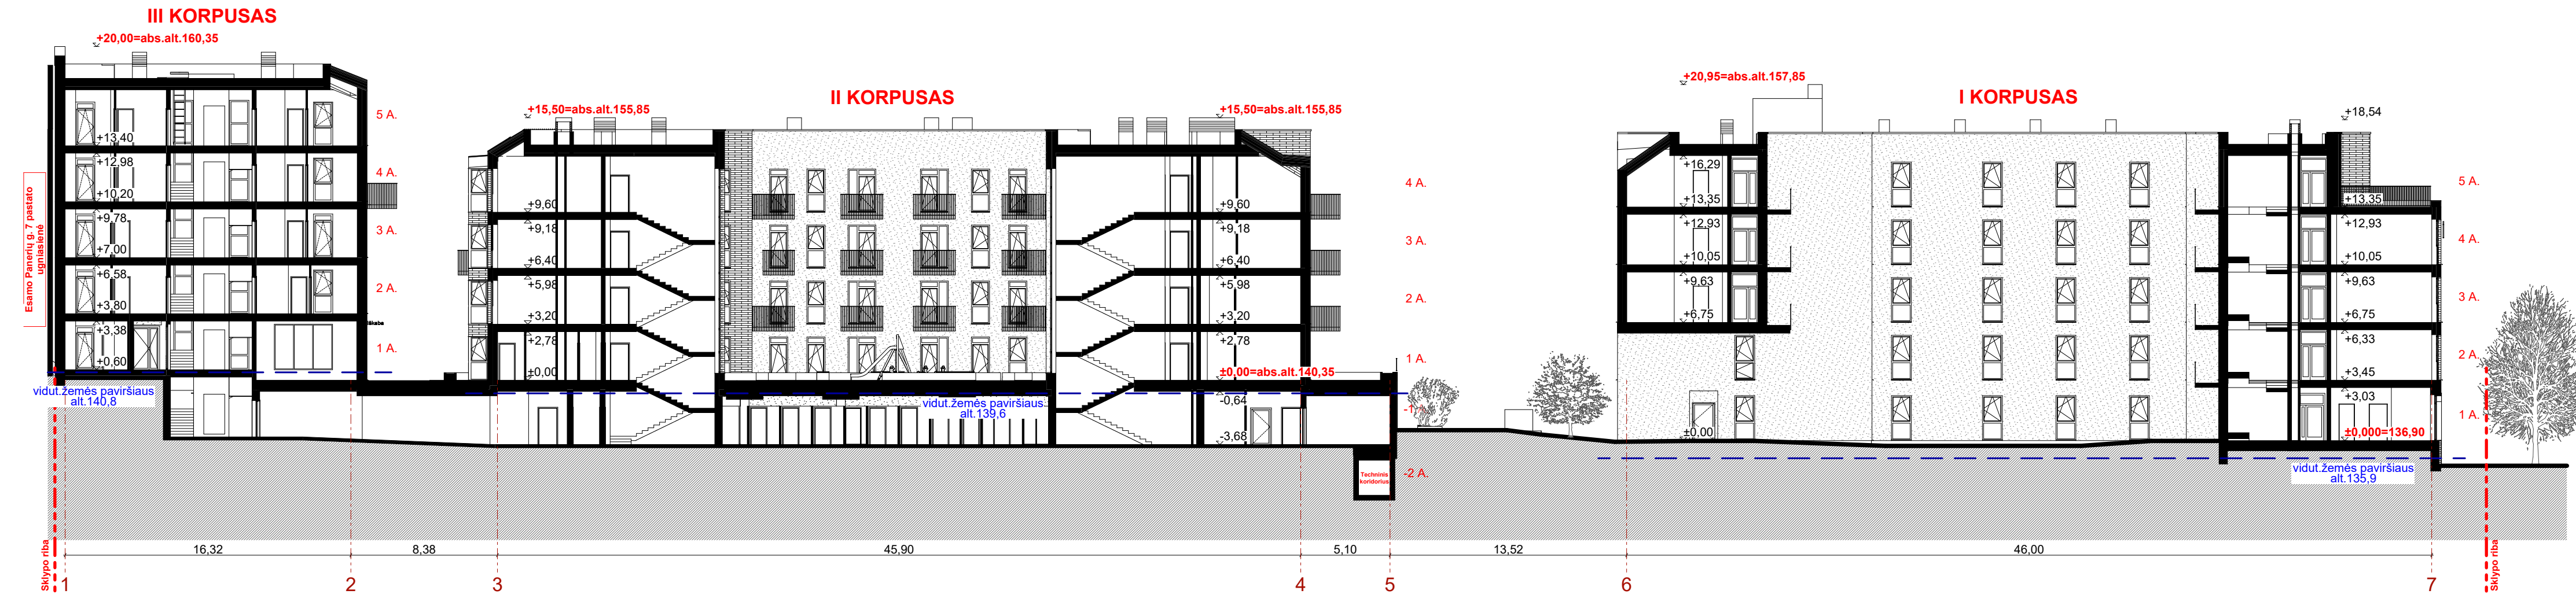 III KORPUSAS
+20,00=abs.alt.160,35
5 A.
+13,40
+12,98
4 A.
+10,20
+9,78
3 A.
+7,00
+6,58
2 A.
+3,80
+3,38
1 A.
+0,60
Esamo Panerių g. 7 pastato
ugniasienė
vidut.žemės paviršiaus
alt.140,8
II KORPUSAS
+15,50=abs.alt.155,85
+15,50=abs.alt.155,85
+9,60
+9,18
+6,40
+5,98
+3,20
+2,78
±0,00
+9,60
+9,18
+6,40
+5,98
+3,20
+2,78
±0,00=abs.alt.140,35
-0,64
-3,68
4 A.
3 A.
2 A.
1 A.
-2 A.
vidut.žemės paviršiaus
alt.139,6
Techninis
koridorius
I KORPUSAS
+20,95=abs.alt.157,85
+16,29
+13,35
+12,93
+10,05
+9,63
+6,75
±0,00
+18,54
+13,35
+12,93
+10,05
+9,63
+6,75
+6,33
+3,45
+3,03
±0,000=136,90
5 A.
4 A.
3 A.
2 A.
1 A.
vidut.žemės paviršiaus
alt.135,9
Sklypo riba
16,32
8,38
45,90
5,10
13,52
46,00
Sklypo riba
1
2
3
4
5
6
7